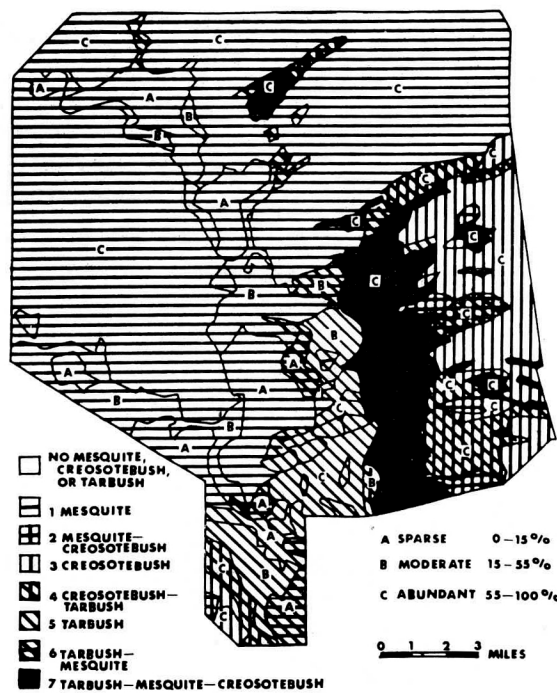 C C
C
A C C C
A
B
B
C
C
A
C
C
C
C
C
B B
C C
B
A A
C C
A B C C
B
A C
C B
A
A
C B
A
C
NO MESQUITE,
CREOSOTEBUSH,
OR TARBUSH
1 MESQUITE
2 MESQUITE—
CREOSOTEBUSH
3 CREOSOTEBUSH
4 CREOSOTEBUSH—
TARBUSH
5 TARBUSH
6 TARBUSH—
MESQUITE
7 TARBUSH—MESQUITE—CREOSOTEBUSH
A SPARSE 0—15%
B MODERATE 15—55%
C ABUNDANT 55—100%
0 1 2 3
MILES